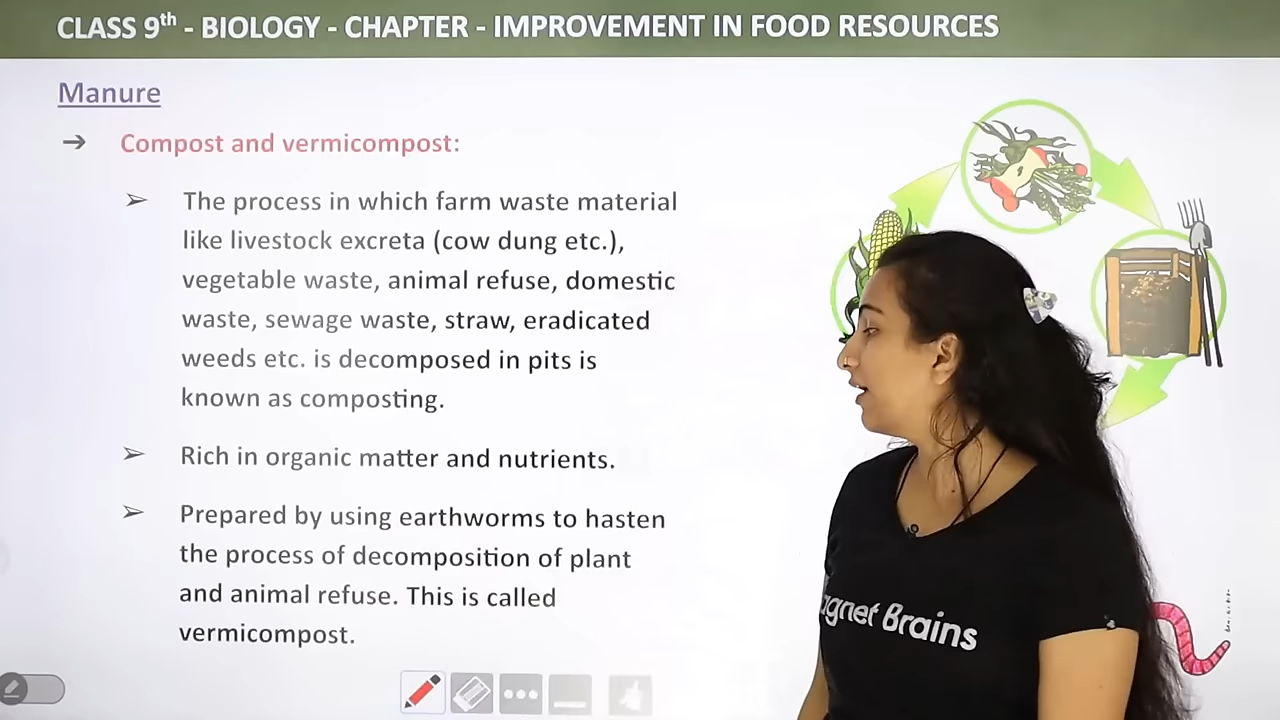 CLASS 9th - BIOLOGY - CHAPTER - IMPROVEMENT IN FOOD RESOURCES
Manure
➔ Compost and vermicompost:
➢ The process in which farm waste material
like livestock excreta (cow dung etc.),
vegetable waste, animal refuse, domestic
waste, sewage waste, straw, eradicated
weeds etc. is decomposed in pits is
known as composting.
➢ Rich in organic matter and nutrients.
➢ Prepared by using earthworms to hasten
the process of decomposition of plant
and animal refuse. This is called
vermicompost.
agnet Brains